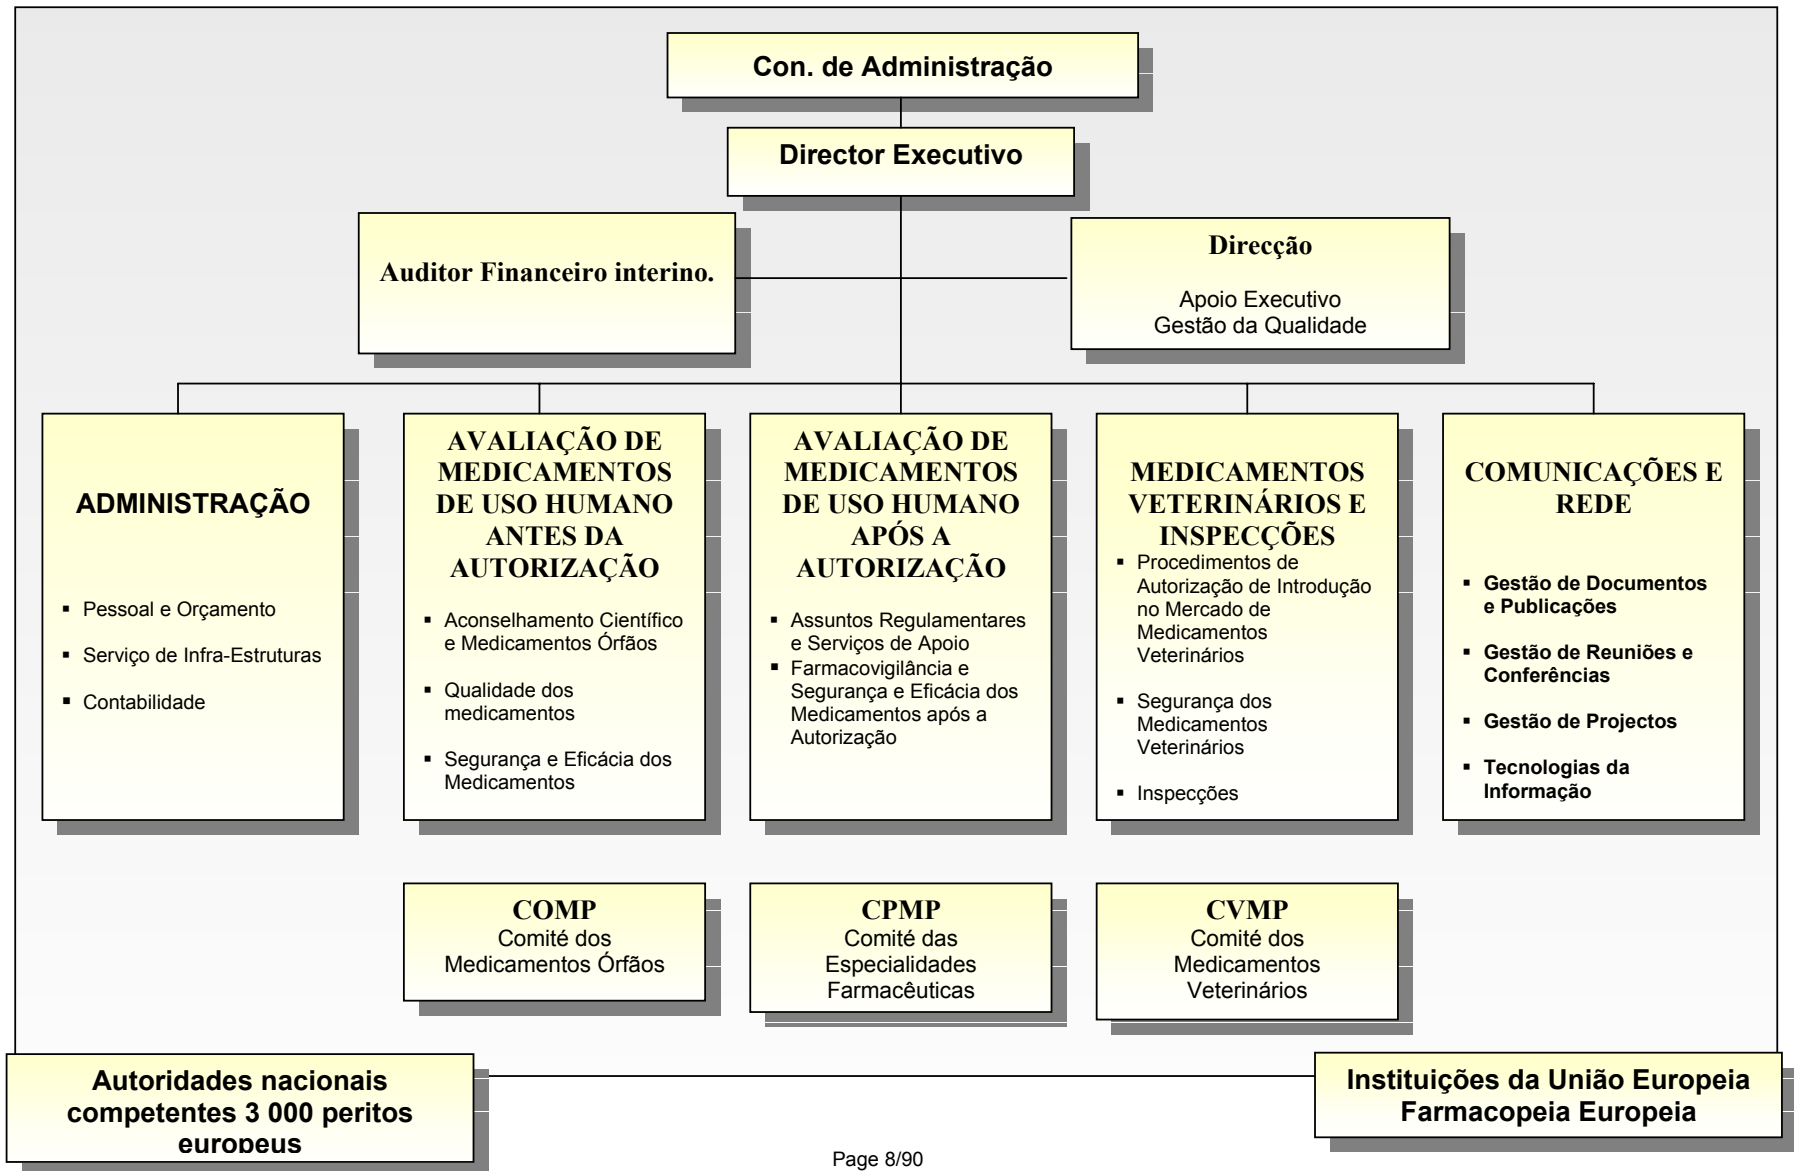 Con. de Administração
Director Executivo
Auditor Financeiro interino.
Direcção
Apoio Executivo
Gestão da Qualidade
ADMINISTRAÇÃO
▪ Pessoal e Orçamento
▪ Serviço de Infra-Estruturas
▪ Contabilidade
AVALIAÇÃO DE
MEDICAMENTOS
DE USO HUMANO
ANTES DA
AUTORIZAÇÃO
▪ Aconselhamento Científico
e Medicamentos Órfãos
▪ Qualidade dos
medicamentos
▪ Segurança e Eficácia dos
Medicamentos
AVALIAÇÃO DE
MEDICAMENTOS
DE USO HUMANO
APÓS A
AUTORIZAÇÃO
▪ Assuntos Regulamentares
e Serviços de Apoio
▪ Farmacovigilância e
Segurança e Eficácia dos
Medicamentos após a
Autorização
MEDICAMENTOS
VETERINÁRIOS E
INSPECÇÕES
▪ Procedimentos de
Autorização de Introdução
no Mercado de
Medicamentos
Veterinários
▪ Segurança dos
Medicamentos
Veterinários
▪ Inspecções
COMUNICAÇÕES E
REDE
▪ Gestão de Documentos
e Publicações
▪ Gestão de Reuniões e
Conferências
▪ Gestão de Projectos
▪ Tecnologias da
Informação
COMP
Comité dos
Medicamentos Órfãos
CPMP
Comité das
Especialidades
Farmacêuticas
CVMP
Comité dos
Medicamentos
Veterinários
Autoridades nacionais
competentes 3 000 peritos
europeus
Instituições da União Europeia
Farmacopeia Europeia
Page 8/90